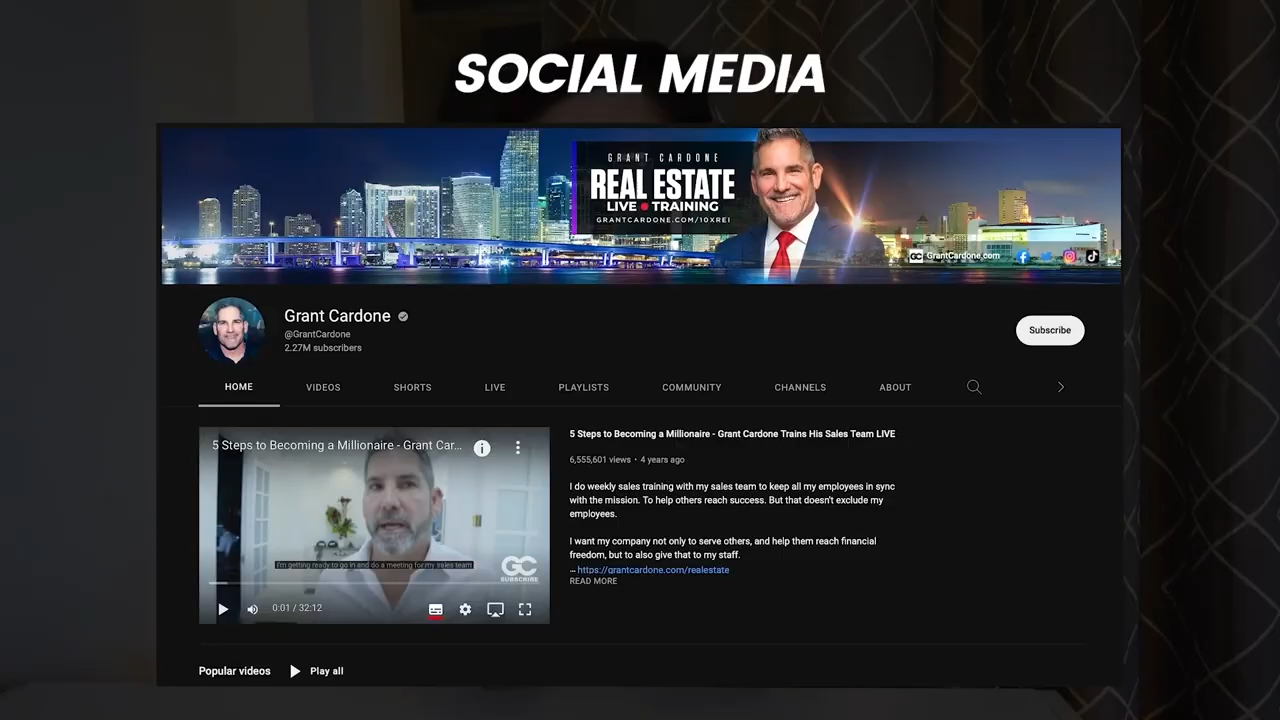 SOCIAL MEDIA
GRANT CARDONE
REAL ESTATE
LIVE TRAINING
GRANTCARDONE.COM/10XREI
GC GrantCardone.com
Grant Cardone
@GrantCardone
2.27M subscribers
Subscribe
HOME VIDEOS SHORTS LIVE PLAYLISTS COMMUNITY CHANNELS ABOUT
5 Steps to Becoming a Millionaire - Grant Car...
I'm getting ready to go in and do a meeting for my sales team
GC
SUBSCRIBE
0:01 / 32:12
5 Steps to Becoming a Millionaire - Grant Cardone Trains His Sales Team LIVE
6,555,601 views • 4 years ago
I do weekly sales training with my sales team to keep all my employees in sync
with the mission. To help others reach success. But that doesn't exclude my
employees.
I want my company not only to serve others, and help them reach financial
freedom, but to also give that to my staff.
... https://grantcardone.com/realestate
READ MORE
Popular videos Play all